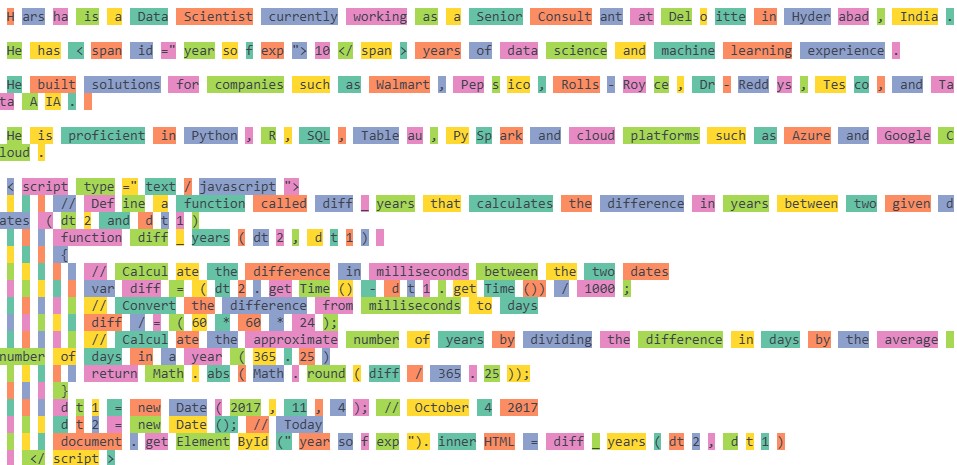 Harsha is a Data Scientist currently working as a Senior Consultant at Deloitte in Hyderabad, India.
He has <span id="yearsofexp">10</span> years of data science and machine learning experience.
He built solutions for companies such as Walmart, Pepsico, Rolls-Royce, Dr-Reddys, Tesco, and Ta
ta AIA.
He is proficient in Python, R, SQL, Tableau, PySpark and cloud platforms such as Azure and Google C
loud.
<script type="text/javascript">
// Define a function called diff_years that calculates the difference in years between two given d
ates (dt2 and dt1)
function diff_years(dt2, dt1)
{
// Calculate the difference in milliseconds between the two dates
var diff = (dt2.getTime() - dt1.getTime()) / 1000;
// Convert the difference from milliseconds to days
diff /= (60 * 60 * 24);
// Calculate the approximate number of years by dividing the difference in days by the average
number of days in a year (365.25)
return Math.abs(Math.round(diff / 365.25));
}
dt1 = new Date(2017, 11, 4); // October 4 2017
dt2 = new Date(); // Today
document.getElementById("yearsofexp").innerHTML = diff_years(dt2, dt1)
</script>